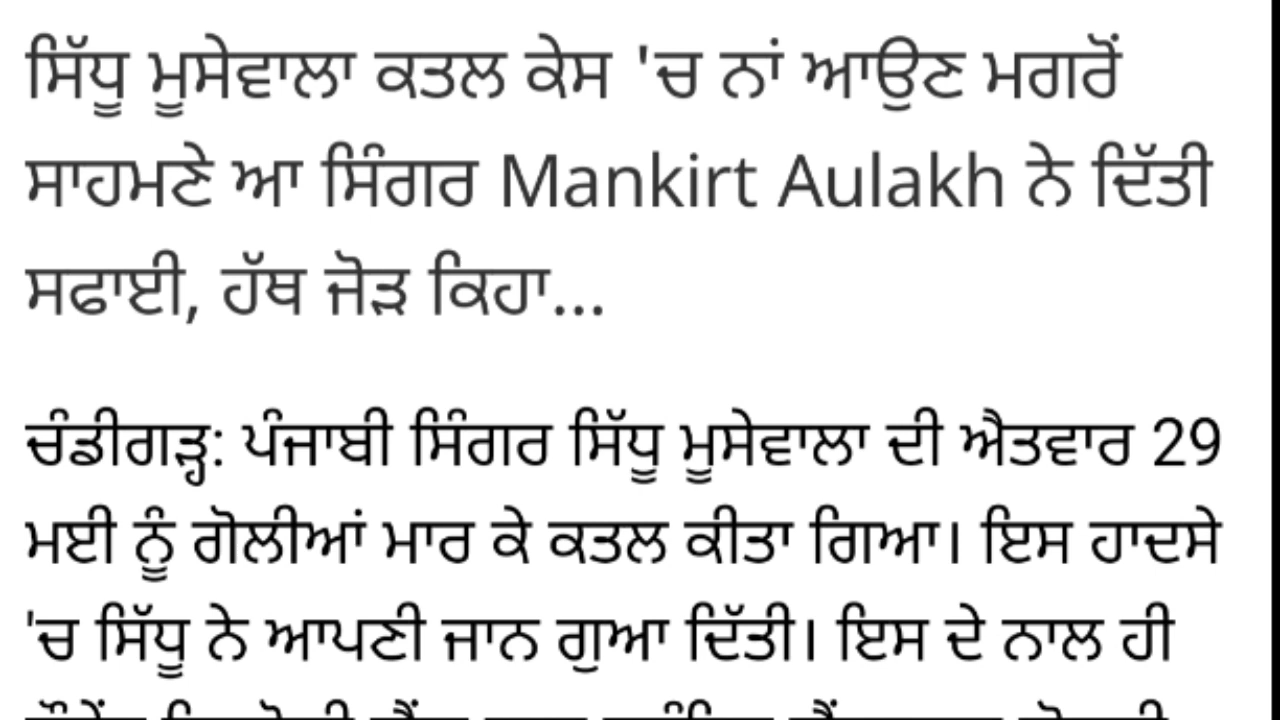 ਸਿੱਧੂ ਮੂਸੇਵਾਲਾ ਕਤਲ ਕੇਸ 'ਚ ਨਾਂ ਆਉਣ ਮਗਰੋਂ
ਸਾਹਮਣੇ ਆ ਸਿੰਗਰ Mankirt Aulakh ਨੇ ਦਿੱਤੀ
ਸਫਾਈ, ਹੱਥ ਜੋੜ ਕਿਹਾ...
ਚੰਡੀਗੜ੍ਹ: ਪੰਜਾਬੀ ਸਿੰਗਰ ਸਿੱਧੂ ਮੂਸੇਵਾਲਾ ਦੀ ਐਤਵਾਰ 29
ਮਈ ਨੂੰ ਗੋਲੀਆਂ ਮਾਰ ਕੇ ਕਤਲ ਕੀਤਾ ਗਿਆ। ਇਸ ਹਾਦਸੇ
'ਚ ਸਿੱਧੂ ਨੇ ਆਪਣੀ ਜਾਨ ਗੁਆ ਦਿੱਤੀ। ਇਸ ਦੇ ਨਾਲ ਹੀ